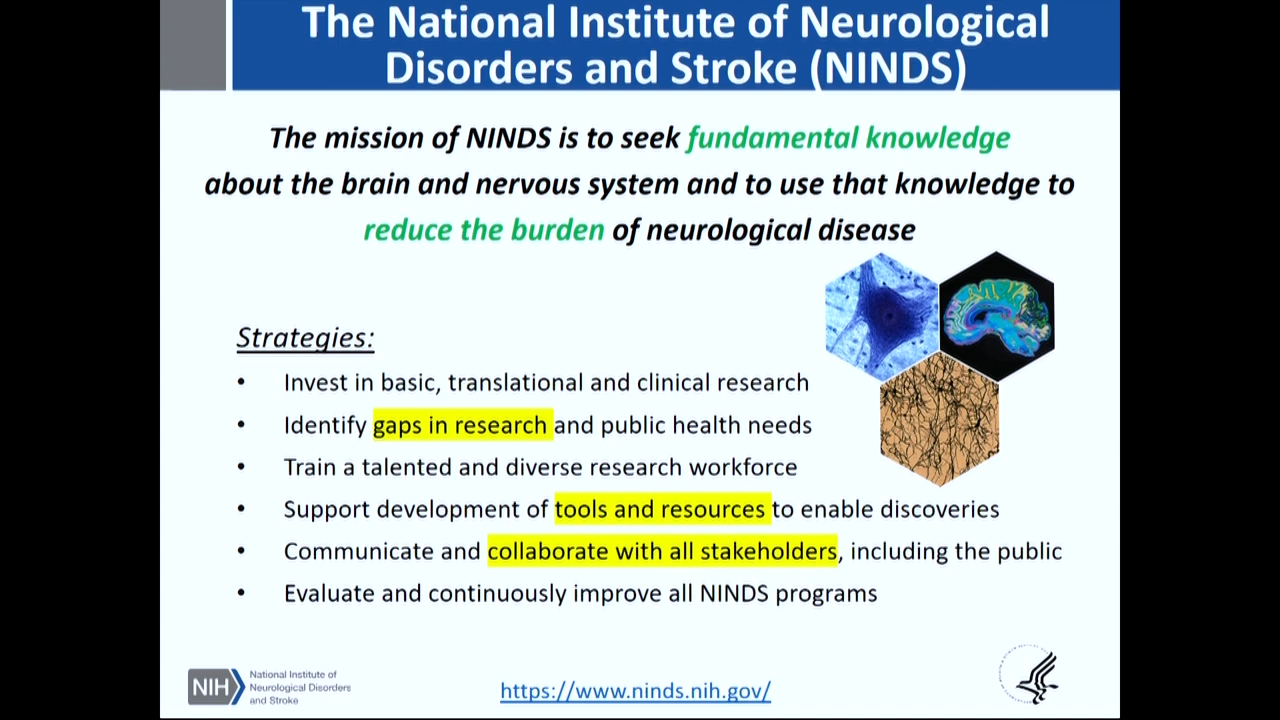 The National Institute of Neurological
Disorders and Stroke (NINDS)
The mission of NINDS is to seek fundamental knowledge
about the brain and nervous system and to use that knowledge to
reduce the burden of neurological disease
Strategies:
• Invest in basic, translational and clinical research
• Identify gaps in research and public health needs
• Train a talented and diverse research workforce
• Support development of tools and resources to enable discoveries
• Communicate and collaborate with all stakeholders, including the public
• Evaluate and continuously improve all NINDS programs
NIH
National Institute of
Neurological Disorders
and Stroke
https://www.ninds.nih.gov/